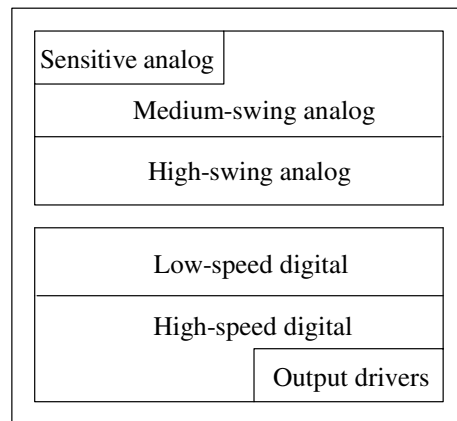 Sensitive analog
Medium-swing analog
High-swing analog
Low-speed digital
High-speed digital
Output drivers